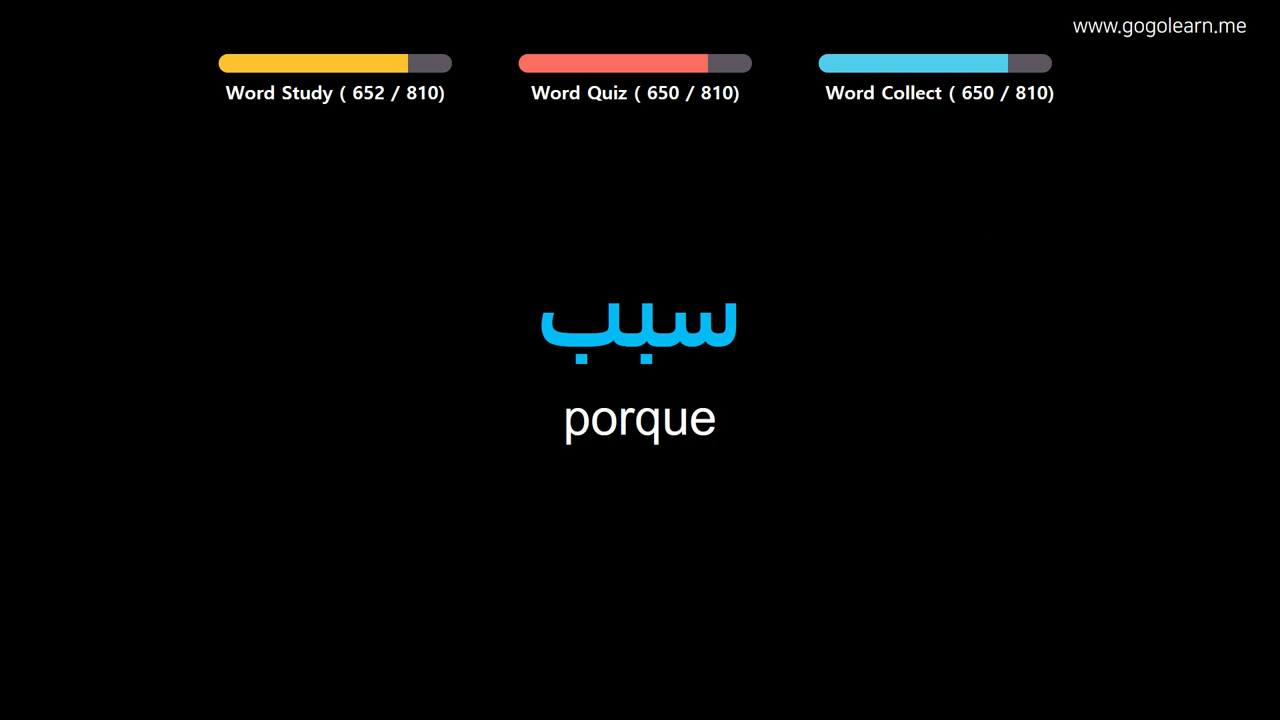 www.gogolearn.me
Word Study ( 652 / 810)
Word Quiz ( 650 / 810)
Word Collect ( 650 / 810)
سبب
porque